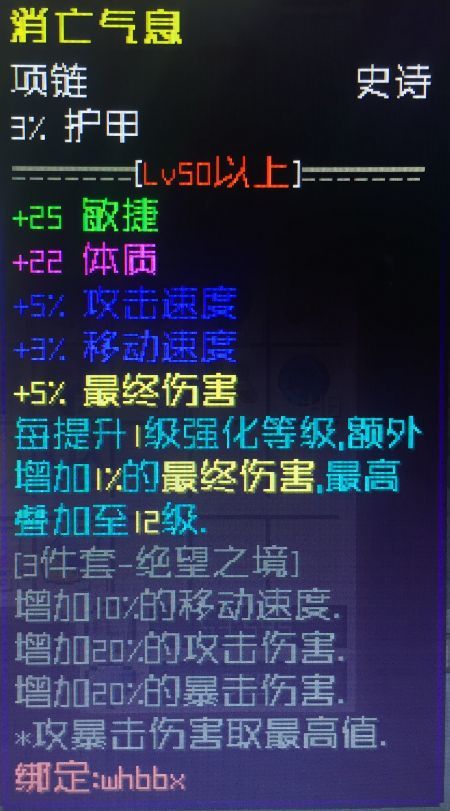 消亡气息
项链 史诗
3% 护甲
[Lv50以上]
+25 敏捷
+22 体质
+5% 攻击速度
+3% 移动速度
+5% 最终伤害
每提升1级强化等级,额外
增加1%的最终伤害,最高
叠加至12级.
[3件套-绝望之境]
增加10%的移动速度.
增加20%的攻击伤害.
增加20%的暴击伤害.
*攻暴击伤害取最高值.
绑定:whbbx